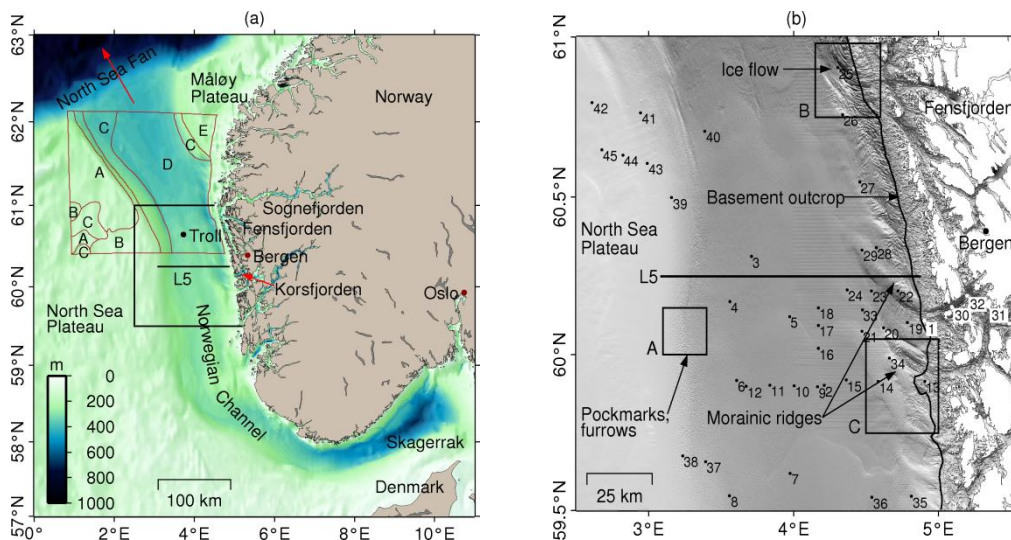 (a)
63°N
62°N
61°N
60°N
59°N
58°N
57°N
North Sea Fan
Måløy
Plateau
Norway
C
E
C
A
D
B
C
A
B
C
Sognefjorden
Fensfjorden
Troll
Bergen
L5
Korsfjorden
Oslo
North Sea
Plateau
Norwegian
Channel
m
0
200
400
600
800
1000
100 km
Skagerrak
Denmark
0°
2°E
4°E
6°E
8°E
10°E
(b)
61°N
60.5°N
60°N
59.5°N
Ice flow
25
B
26
Fensfjorden
42
41
40
45
44
43
39
27
Basement outcrop
North Sea
Plateau
Bergen
3
29
28
L5
24
23
22
4
5
18
33
32
30
31
17
21
20
19
1
A
16
34
6
12
11
10
92
15
14
13
Pockmarks,
furrows
Morainic ridges
C
38
37
7
8
36
35
25 km
3°E
4°E
5°E